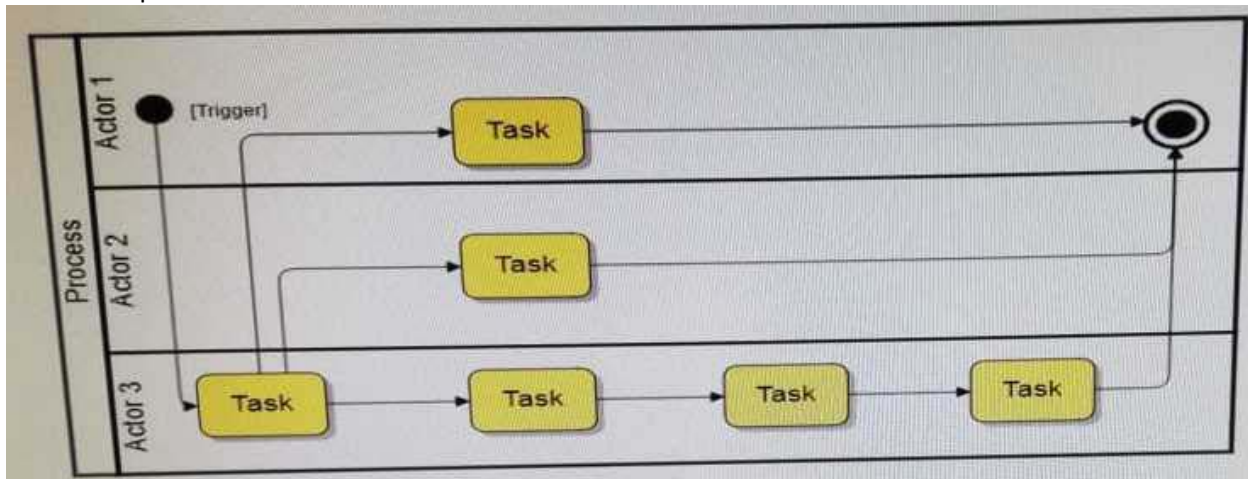 Process
Actor 1
[Trigger]
Task
Actor 2
Task
Actor 3
Task
Task
Task
Task